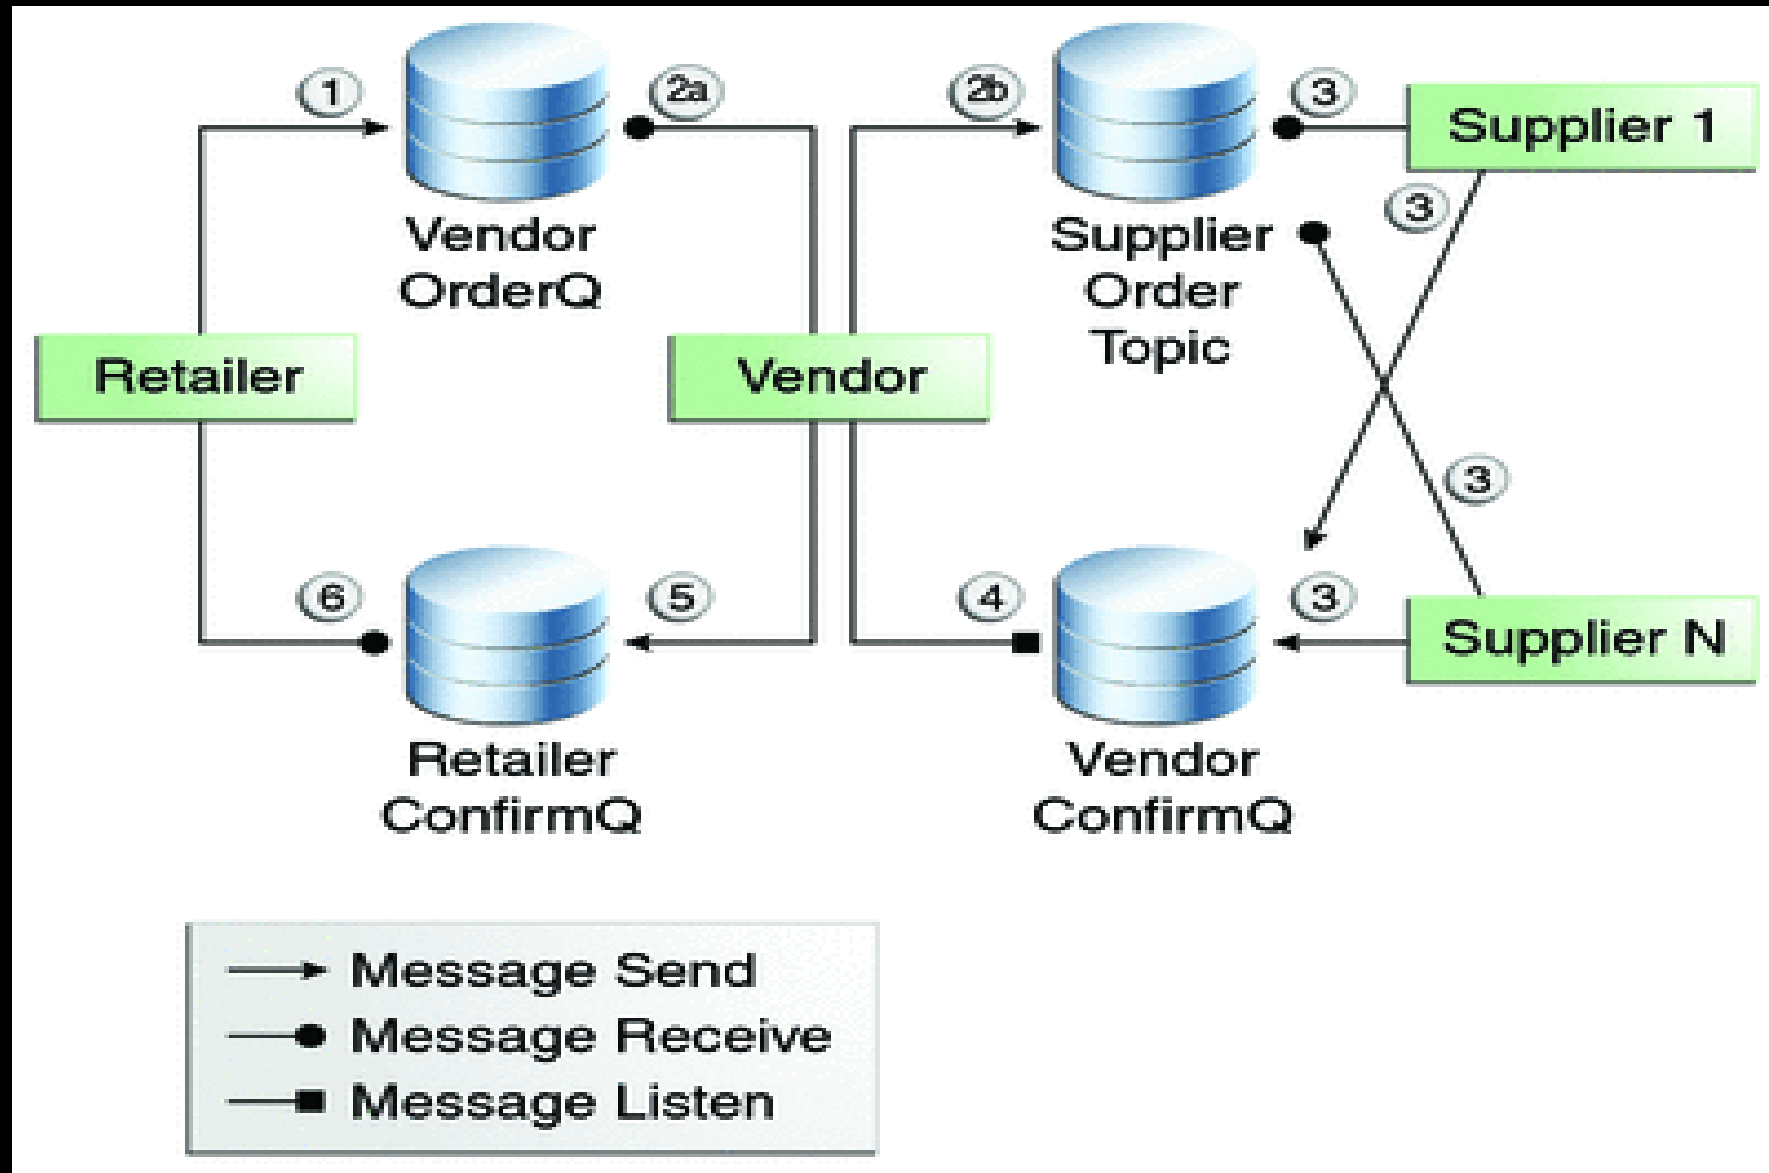 1
2a
2b
3
Supplier 1
3
Vendor
OrderQ
Supplier
Order
Topic
Retailer
Vendor
3
6
5
4
3
Supplier N
Retailer
ConfirmQ
Vendor
ConfirmQ
Message Send
Message Receive
Message Listen